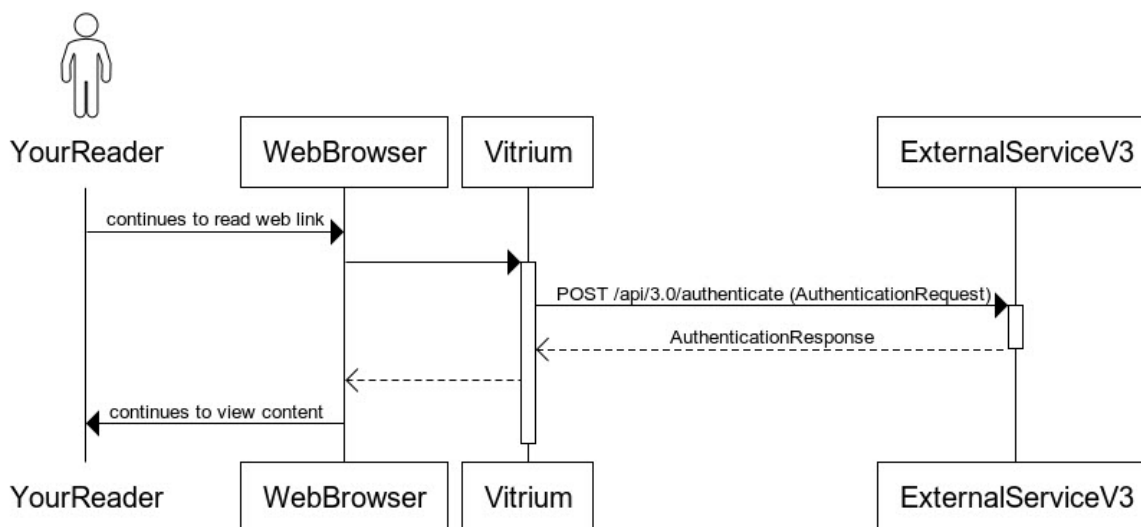 YourReader
WebBrowser
Vitrium
ExternalServiceV3
continues to read web link
POST /api/3.0/authenticate (AuthenticationRequest)
AuthenticationResponse
continues to view content
YourReader
WebBrowser
Vitrium
ExternalServiceV3